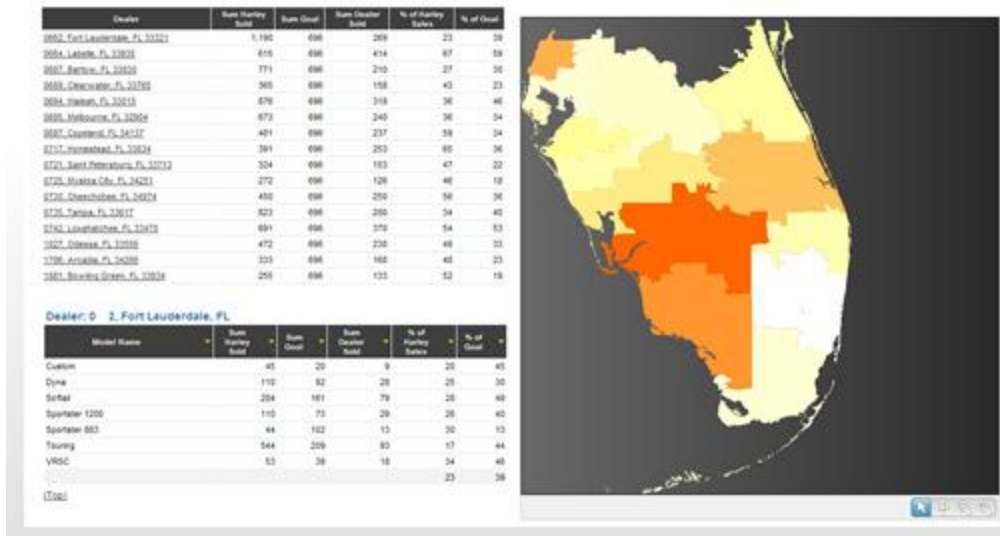 Dealer Sum Harley Sold Sum Goal Sum Dealer Sold % of Harley Sales % of Goal
0662, Fort Lauderdale, FL 33321 1,190 696 269 23 39
0664, Labelle, FL 33935 615 696 414 67 59
0667, Bartow, FL 33830 771 696 210 27 30
0669, Clearwater, FL 33765 365 696 158 43 23
0694, Hialeah, FL 33015 876 696 318 36 46
0695, Melbourne, FL 32904 673 696 240 36 34
0697, Copeland, FL 34137 401 696 237 59 34
0717, Homestead, FL 33034 391 696 253 65 36
0721, Saint Petersburg, FL 33713 324 696 153 47 22
0725, Myakka City, FL 34251 272 696 126 46 18
0730, Okeechobee, FL 34974 450 696 250 56 36
0735, Tampa, FL 33617 823 696 280 34 40
0742, Loxahatchee, FL 33470 691 696 370 54 53
1027, Odessa, FL 33556 472 696 230 49 33
1766, Arcadia, FL 34266 333 696 160 48 23
1881, Bowling Green, FL 33834 255 696 133 52 19
Dealer: 0 2, Fort Lauderdale, FL
Model Name Sum Harley Sold Sum Goal Sum Dealer Sold % of Harley Sales % of Goal
Custom 45 20 9 20 45
Dyna 110 92 28 25 30
Softail 284 161 79 28 49
Sportster 1200 110 73 29 26 40
Sportster 883 44 102 13 30 13
Touring 544 209 93 17 44
VRSC 53 39 18 34 46
23 39
(Top)